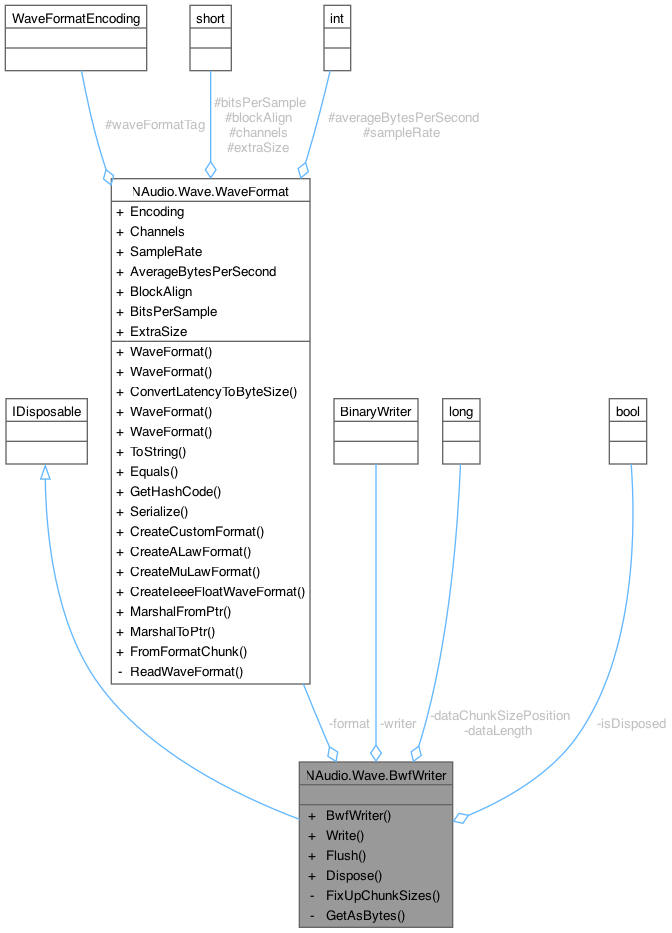 WaveFormatEncoding
short
int
#waveFormatTag
#bitsPerSample
#blockAlign
#channels
#extraSize
#averageBytesPerSecond
#sampleRate
NAudio.Wave.WaveFormat
+ Encoding
+ Channels
+ SampleRate
+ AverageBytesPerSecond
+ BlockAlign
+ BitsPerSample
+ ExtraSize
+ WaveFormat()
+ WaveFormat()
+ ConvertLatencyToByteSize()
+ WaveFormat()
+ WaveFormat()
+ ToString()
+ Equals()
+ GetHashCode()
+ Serialize()
+ CreateCustomFormat()
+ CreateALawFormat()
+ CreateMuLawFormat()
+ CreateIeeeFloatWaveFormat()
+ MarshalFromPtr()
+ MarshalToPtr()
+ FromFormatChunk()
- ReadWaveFormat()
IDisposable
BinaryWriter
long
bool
-format
-writer
-dataChunkSizePosition
-dataLength
-isDisposed
NAudio.Wave.BwfWriter
+ BwfWriter()
+ Write()
+ Flush()
+ Dispose()
- FixUpChunkSizes()
- GetAsBytes()